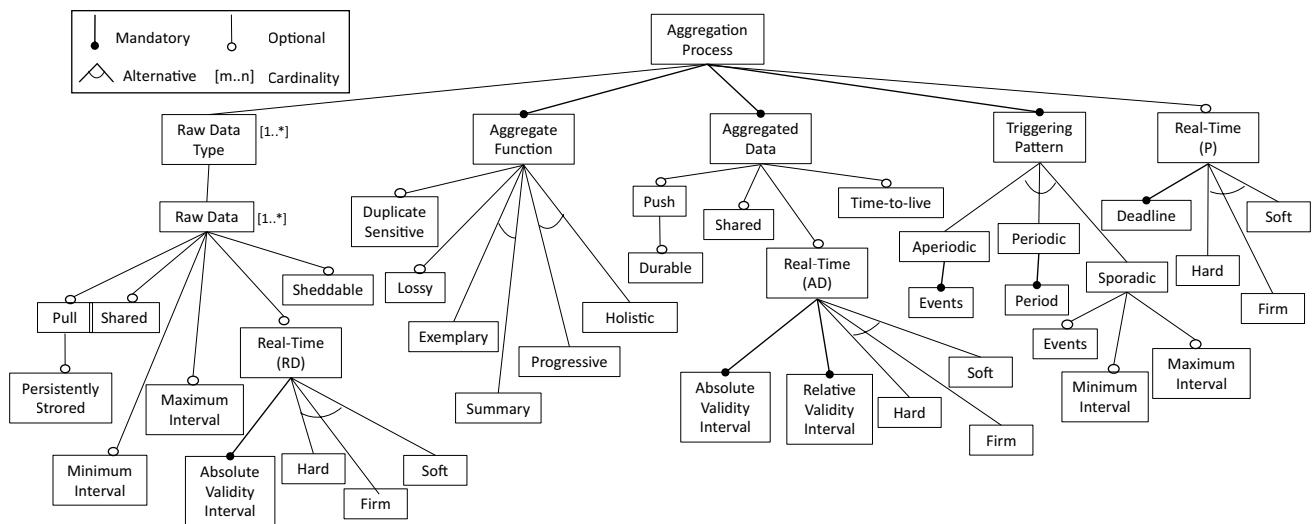 Mandatory
Optional
Alternative
[m..n]
Cardinality
Aggregation
Process
Raw Data
Type
[1..*]
Aggregate
Function
Aggregated
Data
Triggering
Pattern
Real-Time
(P)
Raw Data
[1..*]
Duplicate
Sensitive
Push
Shared
Time-to-live
Deadline
Soft
Aperiodic
Periodic
Sporadic
Hard
Firm
Pull
Shared
Sheddable
Lossy
Durable
Real-Time
(AD)
Events
Period
Exemplary
Holistic
Progressive
Summary
Real-Time
(RD)
Persistently
Strored
Maximum
Interval
Minimum
Interval
Absolute
Validity
Interval
Hard
Firm
Soft
Absolute
Validity
Interval
Relative
Validity
Interval
Hard
Firm
Soft
Events
Minimum
Interval
Maximum
Interval